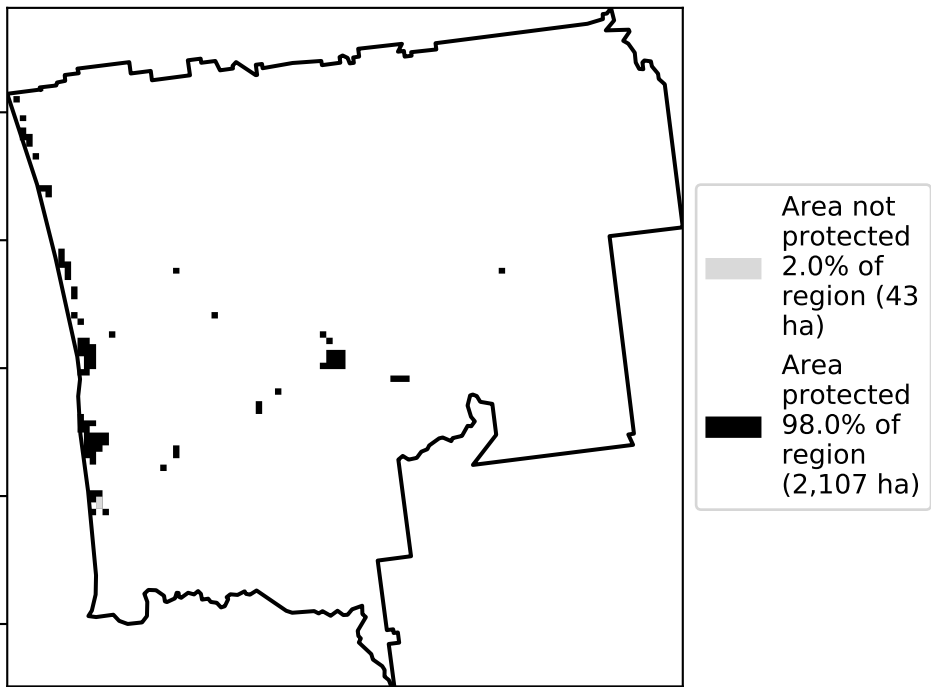 Area not
protected
2.0% of
region (43
ha)
Area
protected
98.0% of
region
(2,107 ha)